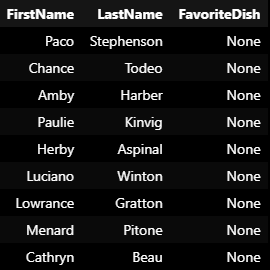 FirstName LastName FavoriteDish
Paco Stephenson None
Chance Todeo None
Amby Harber None
Paulie Kinvig None
Herby Aspinal None
Luciano Winton None
Lowrance Gratton None
Menard Pitone None
Cathryn Beau None